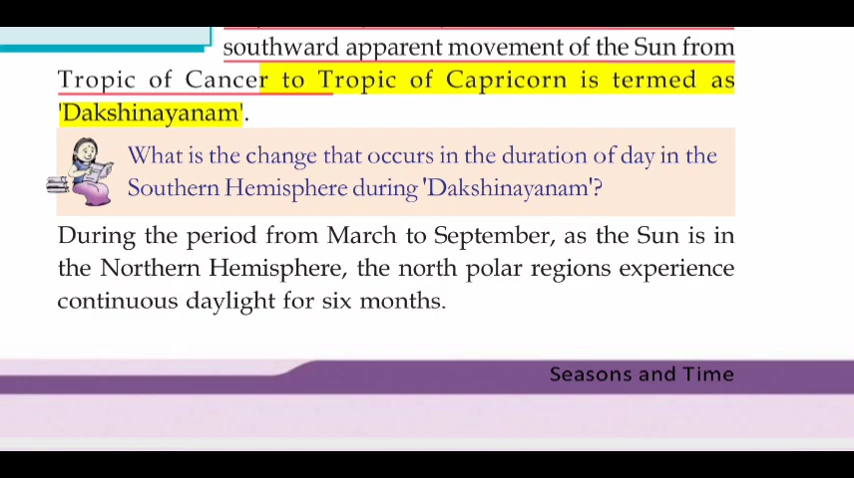 southward apparent movement of the Sun from
Tropic of Cancer to Tropic of Capricorn is termed as
'Dakshinayanam'.
What is the change that occurs in the duration of day in the
Southern Hemisphere during 'Dakshinayanam'?
During the period from March to September, as the Sun is in
the Northern Hemisphere, the north polar regions experience
continuous daylight for six months.
Seasons and Time